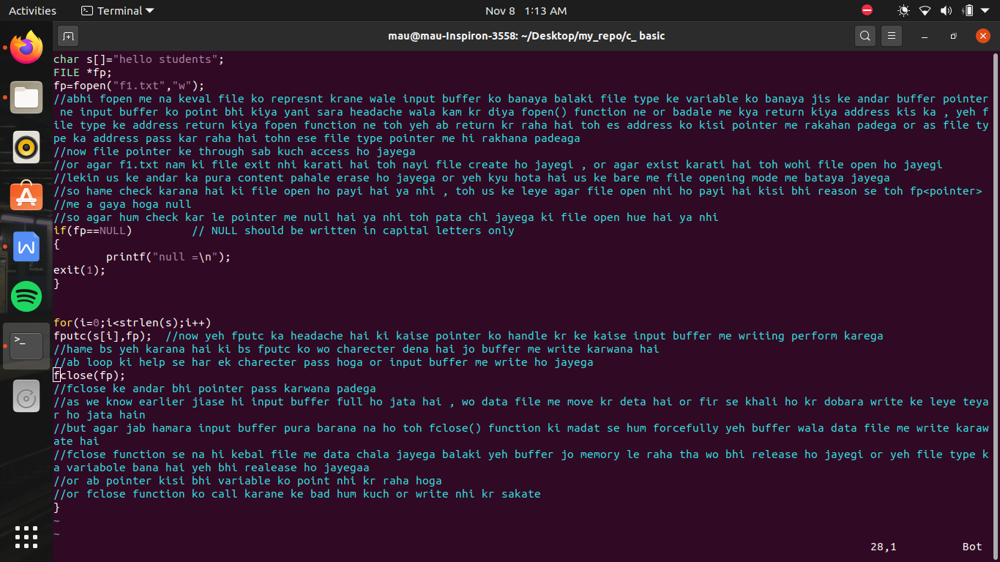 Activities
Terminal
Nov 8 1:13 AM
mau@mau-Inspiron-3558: ~/Desktop/my_repo/c_ basic
char s[]="hello students";
FILE *fp;
fp=fopen("f1.txt","w");
//abhi fopen me na keval file ko represnt krane wale input buffer ko banaya balaki file type ke variable ko banaya jis ke andar buffer pointer
 ne input buffer ko point bhi kiya yani sara headache wala kam kr diya fopen() function ne or badale me kya return kiya address kis ka , yeh f
ile type ke address return kiya fopen function ne toh yeh ab return kr raha hai toh es address ko kisi pointer me rakahan padega or as file ty
pe ka address pass kar raha hai tohn ese file type pointer me hi rakhana padeaga
//now file pointer ke through sab kuch access ho jayega
//or agar f1.txt nam ki file exit nhi karati hai toh nayi file create ho jayegi , or agar exist karati hai toh wohi file open ho jayegi
//lekin us ke andar ka pura content pahale erase ho jayega or yeh kyu hota hai us ke bare me file opening mode me bataya jayega
//so hame check karana hai ki file open ho payi hai ya nhi , toh us ke leye agar file open nhi ho payi hai kisi bhi reason se toh fp<pointer>
//me a gaya hoga null
//so agar hum check kar le pointer me null hai ya nhi toh pata chl jayega ki file open hue hai ya nhi
if(fp==NULL)         // NULL should be written in capital letters only
{
        printf("null =\n");
exit(1);
}
for(i=0;i<strlen(s);i++)
fputc(s[i],fp);  //now yeh fputc ka headache hai ki kaise pointer ko handle kr ke kaise input buffer me writing perform karega
//hame bs yeh karana hai ki bs fputc ko wo charecter dena hai jo buffer me write karwana hai
//ab loop ki help se har ek charecter pass hoga or input buffer me write ho jayega
fclose(fp);
//fclose ke andar bhi pointer pass karwana padega
//as we know earlier jiase hi input buffer full ho jata hai , wo data file me move kr deta hai or fir se khali ho kr dobara write ke leye teya
r ho jata hain
//but agar jab hamara input buffer pura barana na ho toh fclose() function ki madat se hum forcefully yeh buffer wala data file me write karaw
ate hai
//fclose function se na hi kebal file me data chala jayega balaki yeh buffer jo memory le raha tha wo bhi release ho jayegi or yeh file type k
a variabole bana hai yeh bhi realease ho jayegaa
//or ab pointer kisi bhi variable ko point nhi kr raha hoga
//or fclose function ko call karane ke bad hum kuch or write nhi kr sakate
}
~
~
28,1 Bot